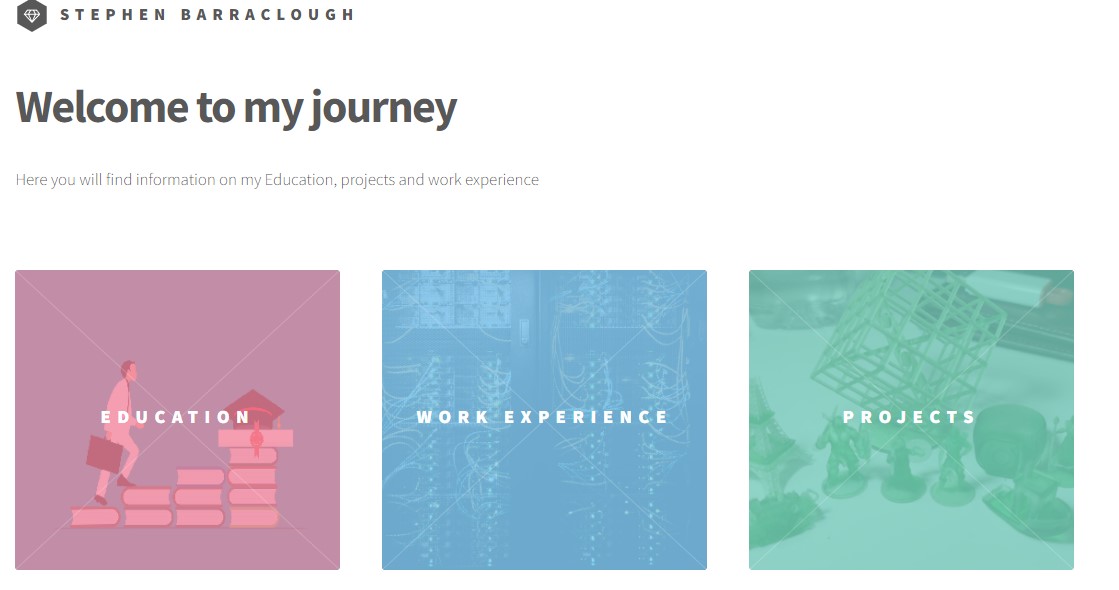 STEPHEN BARRACLOUGH
Welcome to my journey
Here you will find information on my Education, projects and work experience
EDUCATION
WORK EXPERIENCE
PROJECTS